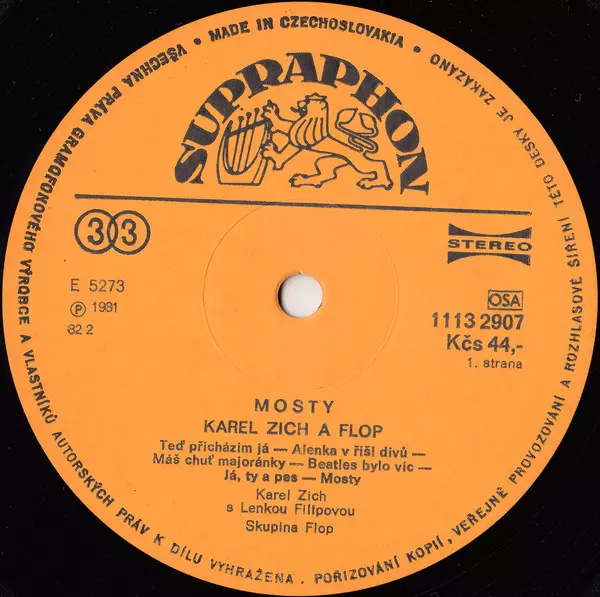 VŠECHNA PRÁVA GRAMOFONOVÉHO VÝROBCE A VLASTNÍKŮ AUTORSKÝCH PRÁV K DÍLU VYHRAŽENA. POŘIZOVÁNÍ KOPIÍ, VEŘEJNÉ PROVOZOVÁNÍ A ROZHLASOVÉ ŠÍŘENÍ TÉTO DESKY JE ZAKÁZÁNO • MADE IN CZECHOSLOVAKIA •
SUPRAPHON
33
STEREO
E 5273
℗ 1981
82 2
OSA
1113 2907
Kčs 44,-
1. strana
MOSTY
KAREL ZICH A FLOP
Teď přicházím já — Alenka v říši divů —
Máš chuť majoránky — Beatles bylo víc —
Já, ty a pes — Mosty
Karel Zich
s Lenkou Filipovou
Skupina Flop